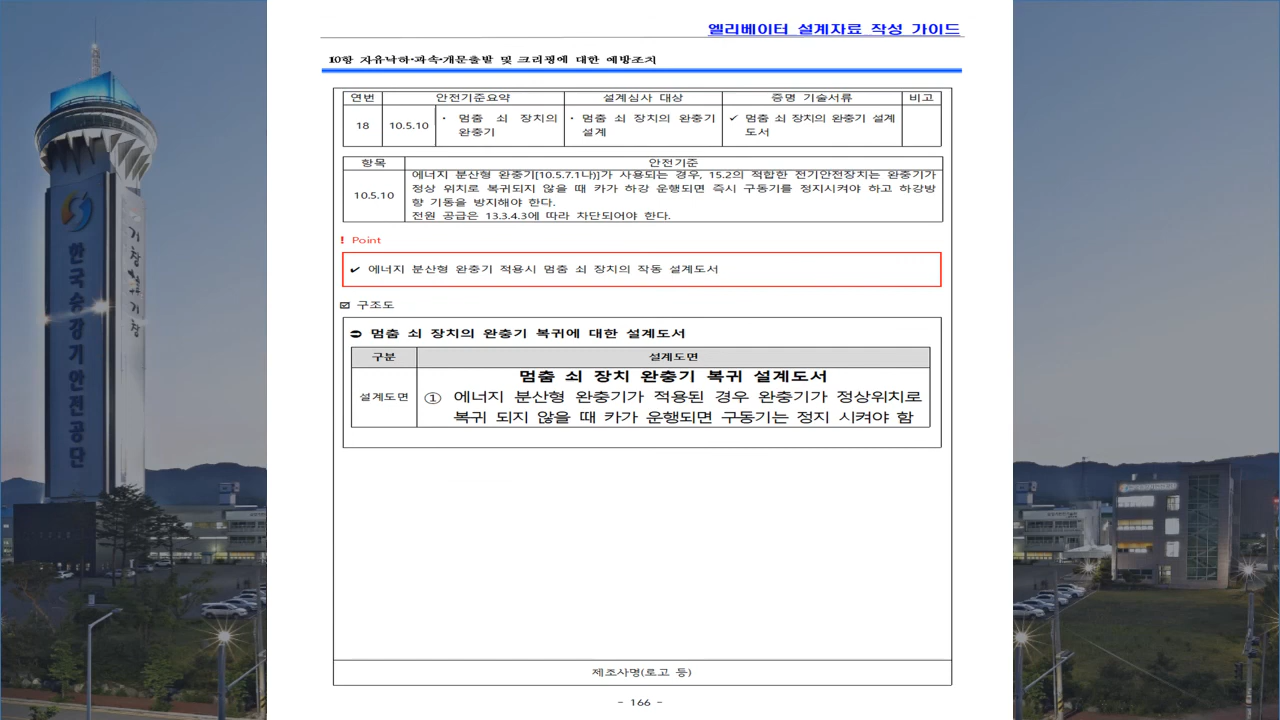 엘리베이터 설계자료 작성 가이드
10항 자유낙하·과속·개문출발 및 크리핑에 대한 예방조치
연번 안전기준요약 설계심사 대상 증명 기술서류 비고
18 10.5.10 · 멈춤 쇠 장치의 완충기 · 멈춤 쇠 장치의 완충기 설계 ✓ 멈춤 쇠 장치의 완충기 설계도서
항목 안전기준
10.5.10 에너지 분산형 완충기[10.5.7.1나)]가 사용되는 경우, 15.2의 적합한 전기안전장치는 완충기가
정상 위치로 복귀되지 않을 때 카가 하강 운행되면 즉시 구동기를 정지시켜야 하고 하강방
향 기동을 방지해야 한다.
전원 공급은 13.3.4.3에 따라 차단되어야 한다.
! Point
✔ 에너지 분산형 완충기 적용시 멈춤 쇠 장치의 작동 설계도서
☑ 구조도
➲ 멈춤 쇠 장치의 완충기 복귀에 대한 설계도서
구분 설계도면
멈춤 쇠 장치 완충기 복귀 설계도서
설계도면 ① 에너지 분산형 완충기가 적용된 경우 완충기가 정상위치로
복귀 되지 않을 때 카가 운행되면 구동기는 정지 시켜야 함
제조사명(로고 등)
- 166 -
한국승강기안전공단